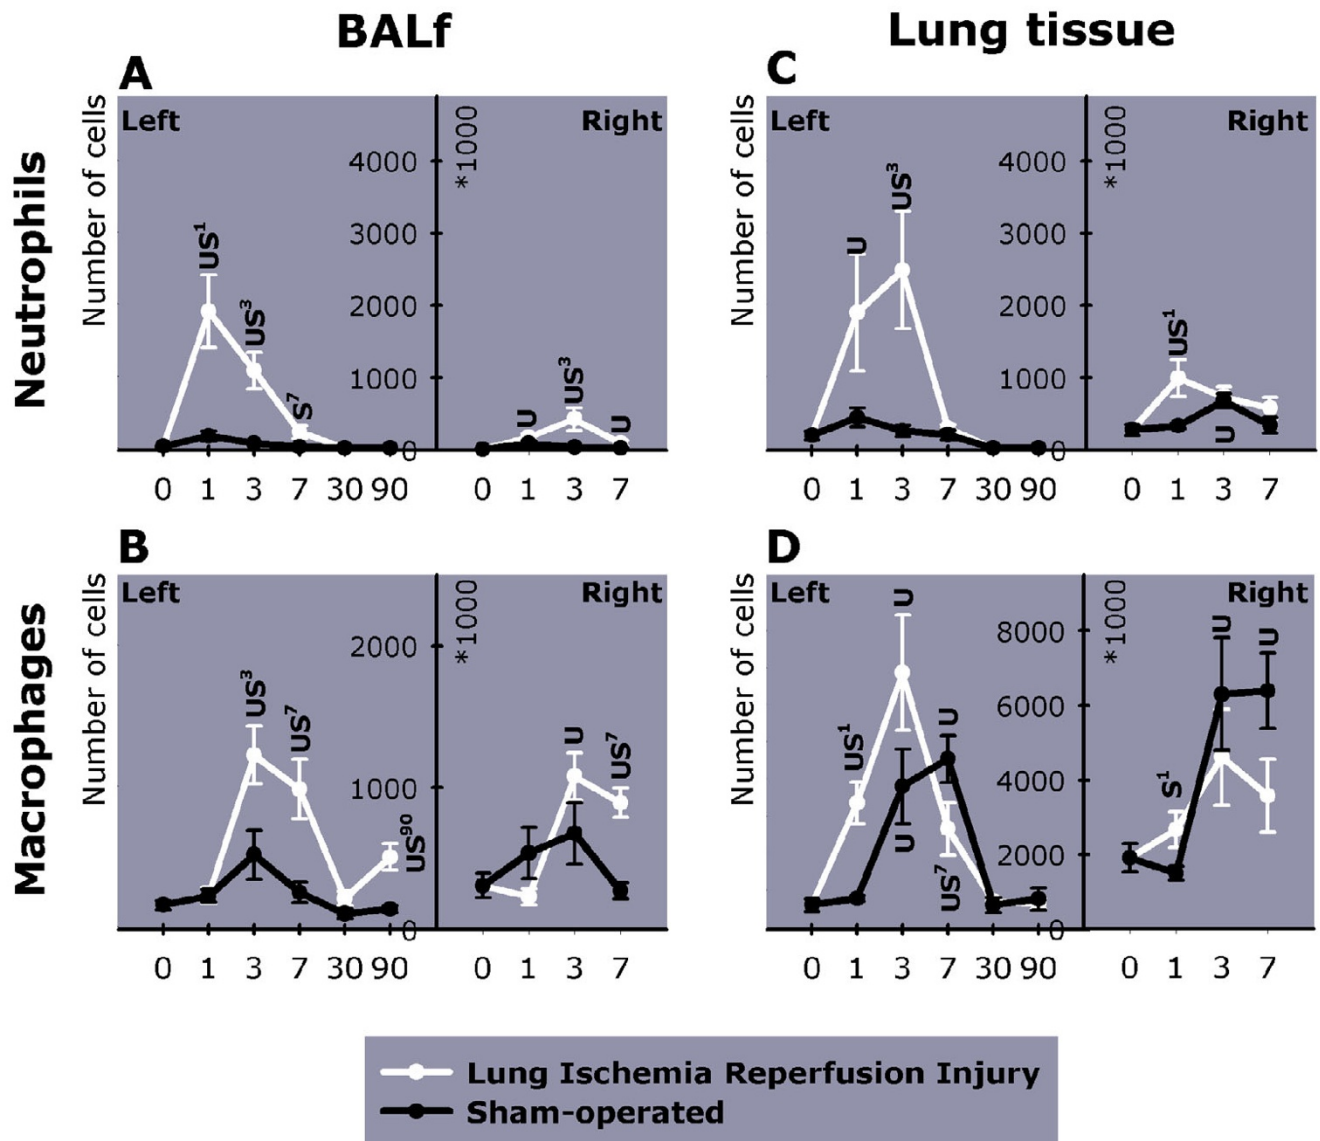 BALf
Lung tissue
Neutrophils
A
Number of cells
Left
*1000
Right
4000
3000
2000
1000
0
US¹
US³
S⁷
U
US³
U
0 1 3 7 30 90
0 1 3 7
C
Number of cells
Left
*1000
Right
4000
3000
2000
1000
0
U
US³
US¹
U
0 1 3 7 30 90
0 1 3 7
Macrophages
B
Number of cells
Left
*1000
Right
2000
1000
0
US³
US⁷
US⁹⁰
U
US⁷
0 1 3 7 30 90
0 1 3 7
D
Number of cells
Left
*1000
Right
8000
6000
4000
2000
0
US¹
U
U
U
US⁷
S¹
U
U
0 1 3 7 30 90
0 1 3 7
Lung Ischemia Reperfusion Injury
Sham-operated